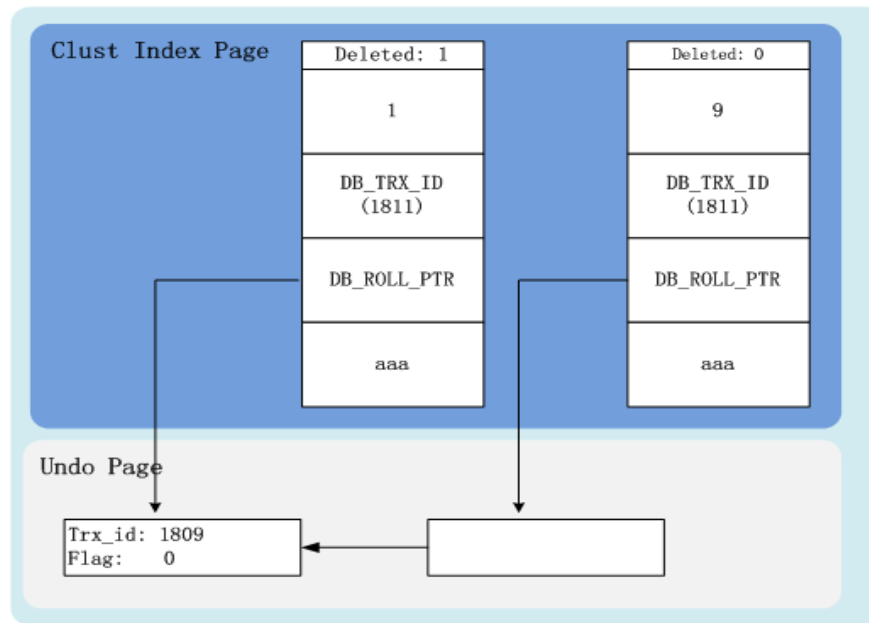 Clust Index Page
Deleted: 1
1
DB_TRX_ID
(1811)
DB_ROLL_PTR
aaa
Deleted: 0
9
DB_TRX_ID
(1811)
DB_ROLL_PTR
aaa
Undo Page
Trx_id: 1809
Flag: 0